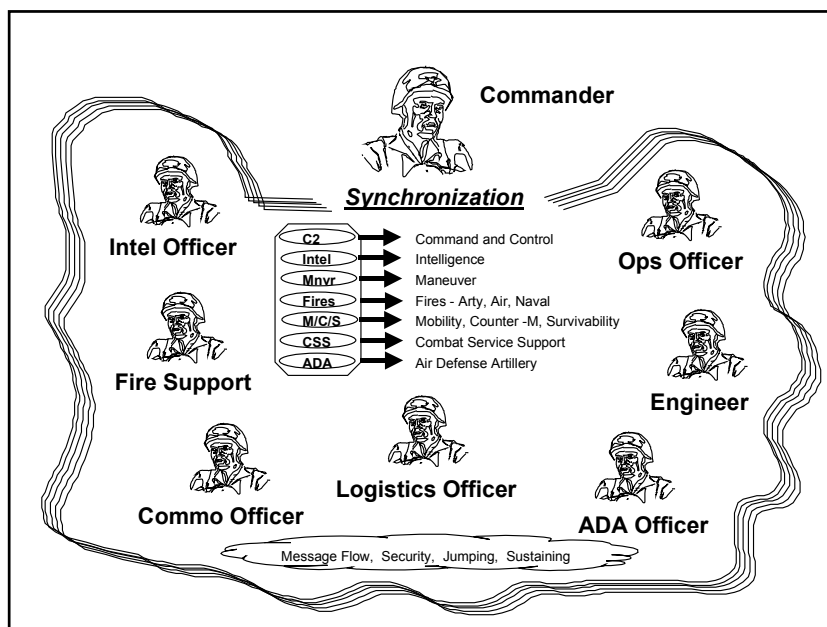 Commander
Synchronization
Intel Officer
Ops Officer
C2 Command and Control
Intel Intelligence
Mnvr Maneuver
Fires Fires - Arty, Air, Naval
M/C/S Mobility, Counter -M, Survivability
CSS Combat Service Support
ADA Air Defense Artillery
Fire Support
Engineer
Commo Officer
Logistics Officer
ADA Officer
Message Flow, Security, Jumping, Sustaining